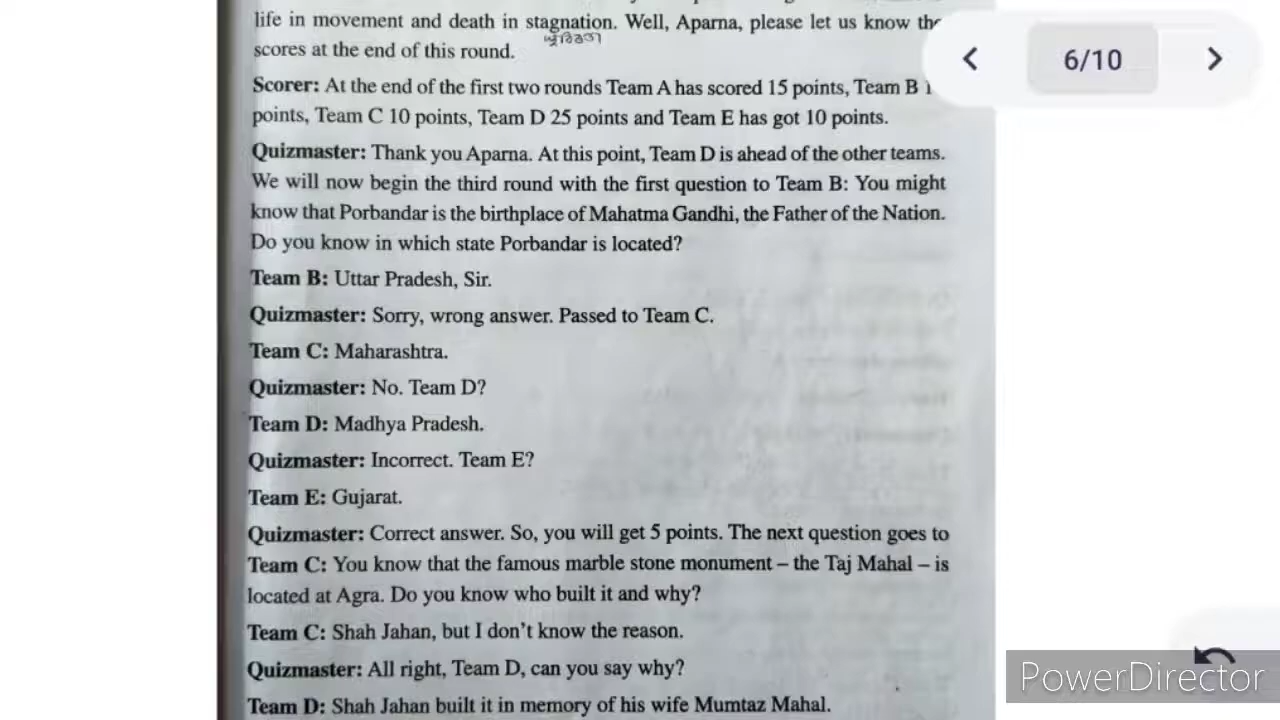 life in movement and death in stagnation. Well, Aparna, please let us know the
স্থবিৰতা
scores at the end of this round.
Scorer: At the end of the first two rounds Team A has scored 15 points, Team B
points, Team C 10 points, Team D 25 points and Team E has got 10 points.
Quizmaster: Thank you Aparna. At this point, Team D is ahead of the other teams.
We will now begin the third round with the first question to Team B: You might
know that Porbandar is the birthplace of Mahatma Gandhi, the Father of the Nation.
Do you know in which state Porbandar is located?
Team B: Uttar Pradesh, Sir.
Quizmaster: Sorry, wrong answer. Passed to Team C.
Team C: Maharashtra.
Quizmaster: No. Team D?
Team D: Madhya Pradesh.
Quizmaster: Incorrect. Team E?
Team E: Gujarat.
Quizmaster: Correct answer. So, you will get 5 points. The next question goes to
Team C: You know that the famous marble stone monument – the Taj Mahal – is
located at Agra. Do you know who built it and why?
Team C: Shah Jahan, but I don't know the reason.
Quizmaster: All right, Team D, can you say why?
Team D: Shah Jahan built it in memory of his wife Mumtaz Mahal.
6/10
PowerDirector